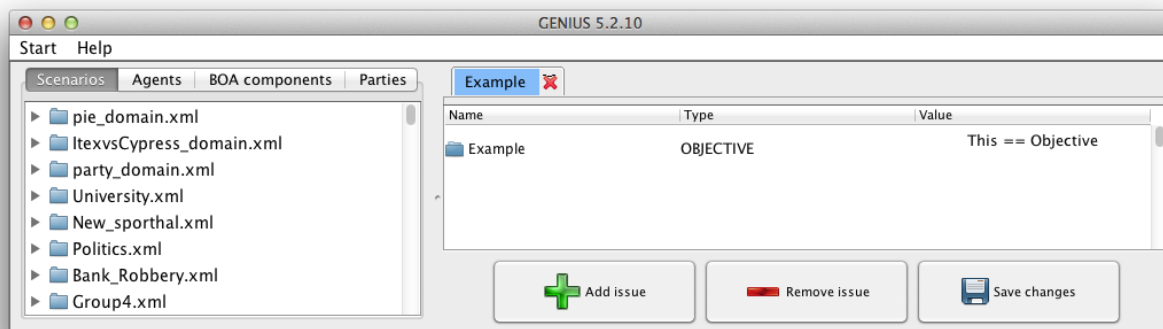 GENIUS 5.2.10
Start Help
Scenarios Agents BOA components Parties
pie_domain.xml
ItexvsCypress_domain.xml
party_domain.xml
University.xml
New_sporthal.xml
Politics.xml
Bank_Robbery.xml
Group4.xml
Example
Name Type Value
Example OBJECTIVE This == Objective
Add issue Remove issue Save changes